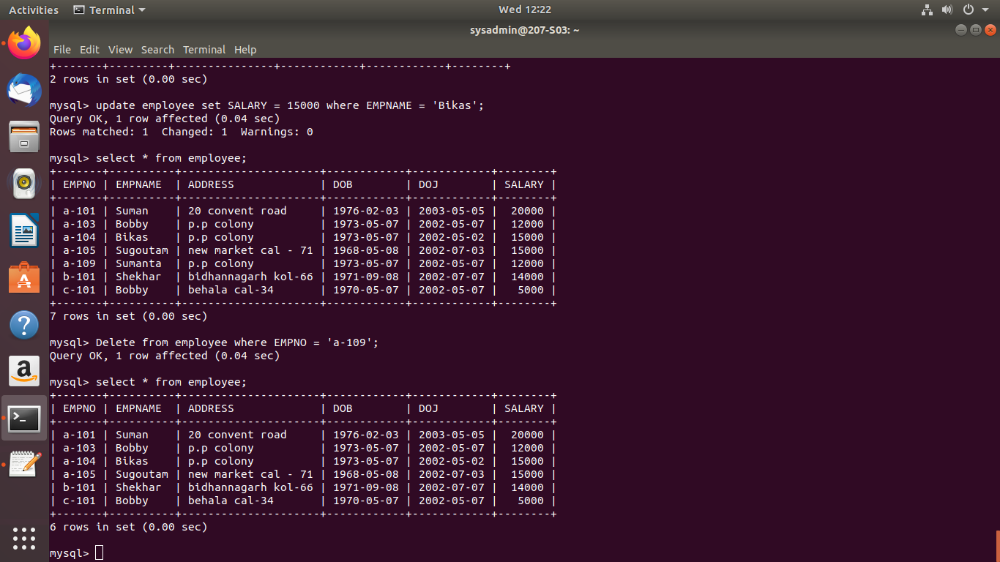 Activities Terminal Wed 12:22
sysadmin@207-S03: ~
File Edit View Search Terminal Help
+-------+---------+---------------+------------+------------+--------+
2 rows in set (0.00 sec)
mysql> update employee set SALARY = 15000 where EMPNAME = 'Bikas';
Query OK, 1 row affected (0.04 sec)
Rows matched: 1  Changed: 1  Warnings: 0
mysql> select * from employee;
+-------+----------+---------------------+------------+------------+--------+
| EMPNO | EMPNAME  | ADDRESS             | DOB        | DOJ        | SALARY |
+-------+----------+---------------------+------------+------------+--------+
| a-101 | Suman    | 20 convent road     | 1976-02-03 | 2003-05-05 |  20000 |
| a-103 | Bobby    | p.p colony          | 1973-05-07 | 2002-05-07 |  12000 |
| a-104 | Bikas    | p.p colony          | 1973-05-07 | 2002-05-02 |  15000 |
| a-105 | Sugoutam | new market cal - 71 | 1968-05-08 | 2002-07-03 |  15000 |
| a-109 | Sumanta  | p.p colony          | 1973-05-07 | 2002-05-07 |  12000 |
| b-101 | Shekhar  | bidhannagarh kol-66 | 1971-09-08 | 2002-07-07 |  14000 |
| c-101 | Bobby    | behala cal-34       | 1970-05-07 | 2002-05-07 |   5000 |
+-------+----------+---------------------+------------+------------+--------+
7 rows in set (0.00 sec)
mysql> Delete from employee where EMPNO = 'a-109';
Query OK, 1 row affected (0.04 sec)
mysql> select * from employee;
+-------+----------+---------------------+------------+------------+--------+
| EMPNO | EMPNAME  | ADDRESS             | DOB        | DOJ        | SALARY |
+-------+----------+---------------------+------------+------------+--------+
| a-101 | Suman    | 20 convent road     | 1976-02-03 | 2003-05-05 |  20000 |
| a-103 | Bobby    | p.p colony          | 1973-05-07 | 2002-05-07 |  12000 |
| a-104 | Bikas    | p.p colony          | 1973-05-07 | 2002-05-02 |  15000 |
| a-105 | Sugoutam | new market cal - 71 | 1968-05-08 | 2002-07-03 |  15000 |
| b-101 | Shekhar  | bidhannagarh kol-66 | 1971-09-08 | 2002-07-07 |  14000 |
| c-101 | Bobby    | behala cal-34       | 1970-05-07 | 2002-05-07 |   5000 |
+-------+----------+---------------------+------------+------------+--------+
6 rows in set (0.00 sec)
mysql>